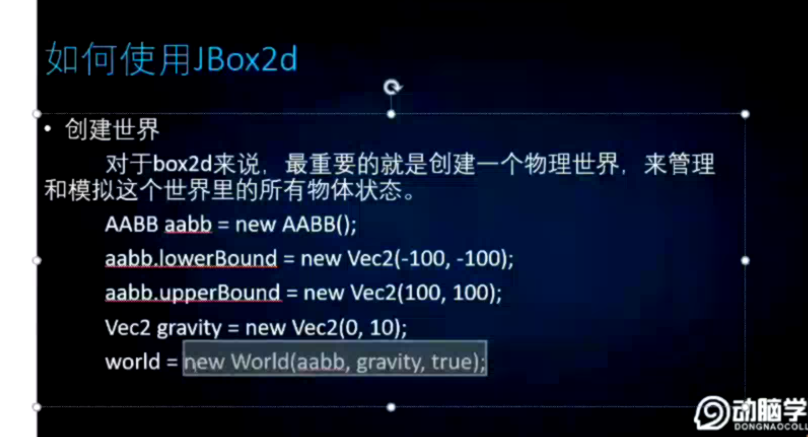 如何使用JBox2d
• 创建世界
对于box2d来说，最重要的就是创建一个物理世界，来管理
和模拟这个世界里的所有物体状态。
AABB aabb = new AABB();
aabb.lowerBound = new Vec2(-100, -100);
aabb.upperBound = new Vec2(100, 100);
Vec2 gravity = new Vec2(0, 10);
world = new World(aabb, gravity, true);
动脑学
DONGNAOCOLL